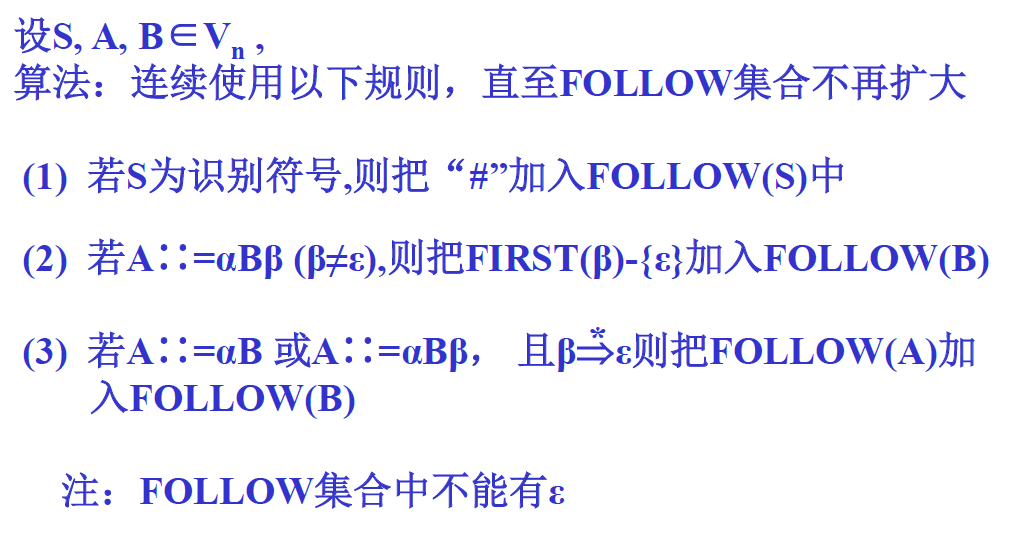 设S, A, B∈Vn ,
算法：连续使用以下规则，直至FOLLOW集合不再扩大
(1) 若S为识别符号,则把“#”加入FOLLOW(S)中
(2) 若A∷=αBβ (β≠ε),则把FIRST(β)-{ε}加入FOLLOW(B)
(3) 若A∷=αB 或A∷=αBβ， 且β⇒*ε则把FOLLOW(A)加
入FOLLOW(B)
注：FOLLOW集合中不能有ε